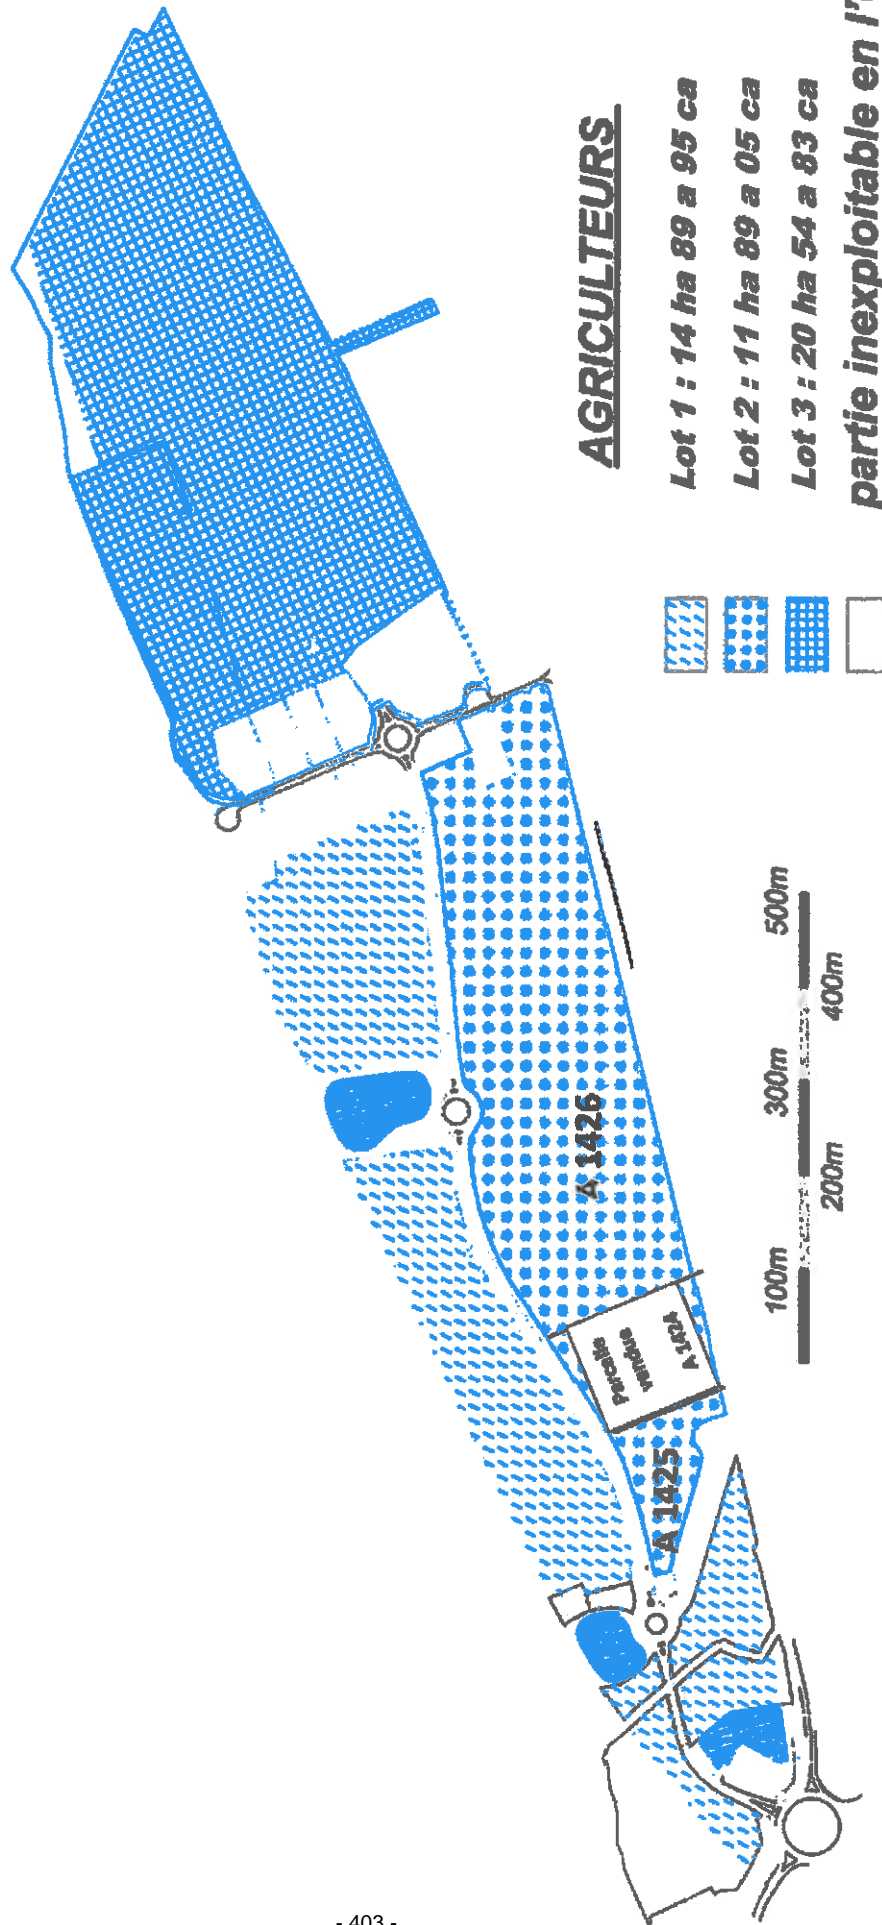 AGRICULTEURS
Lot 1 : 14 ha 89 a 95 ca
Lot 2 : 11 ha 89 a 05 ca
Lot 3 : 20 ha 54 a 83 ca
partie inexploitable en l'
A 1426
Parcelle
vendue
A 1424
A 1425
100m
200m
300m
400m
500m
- 403 -